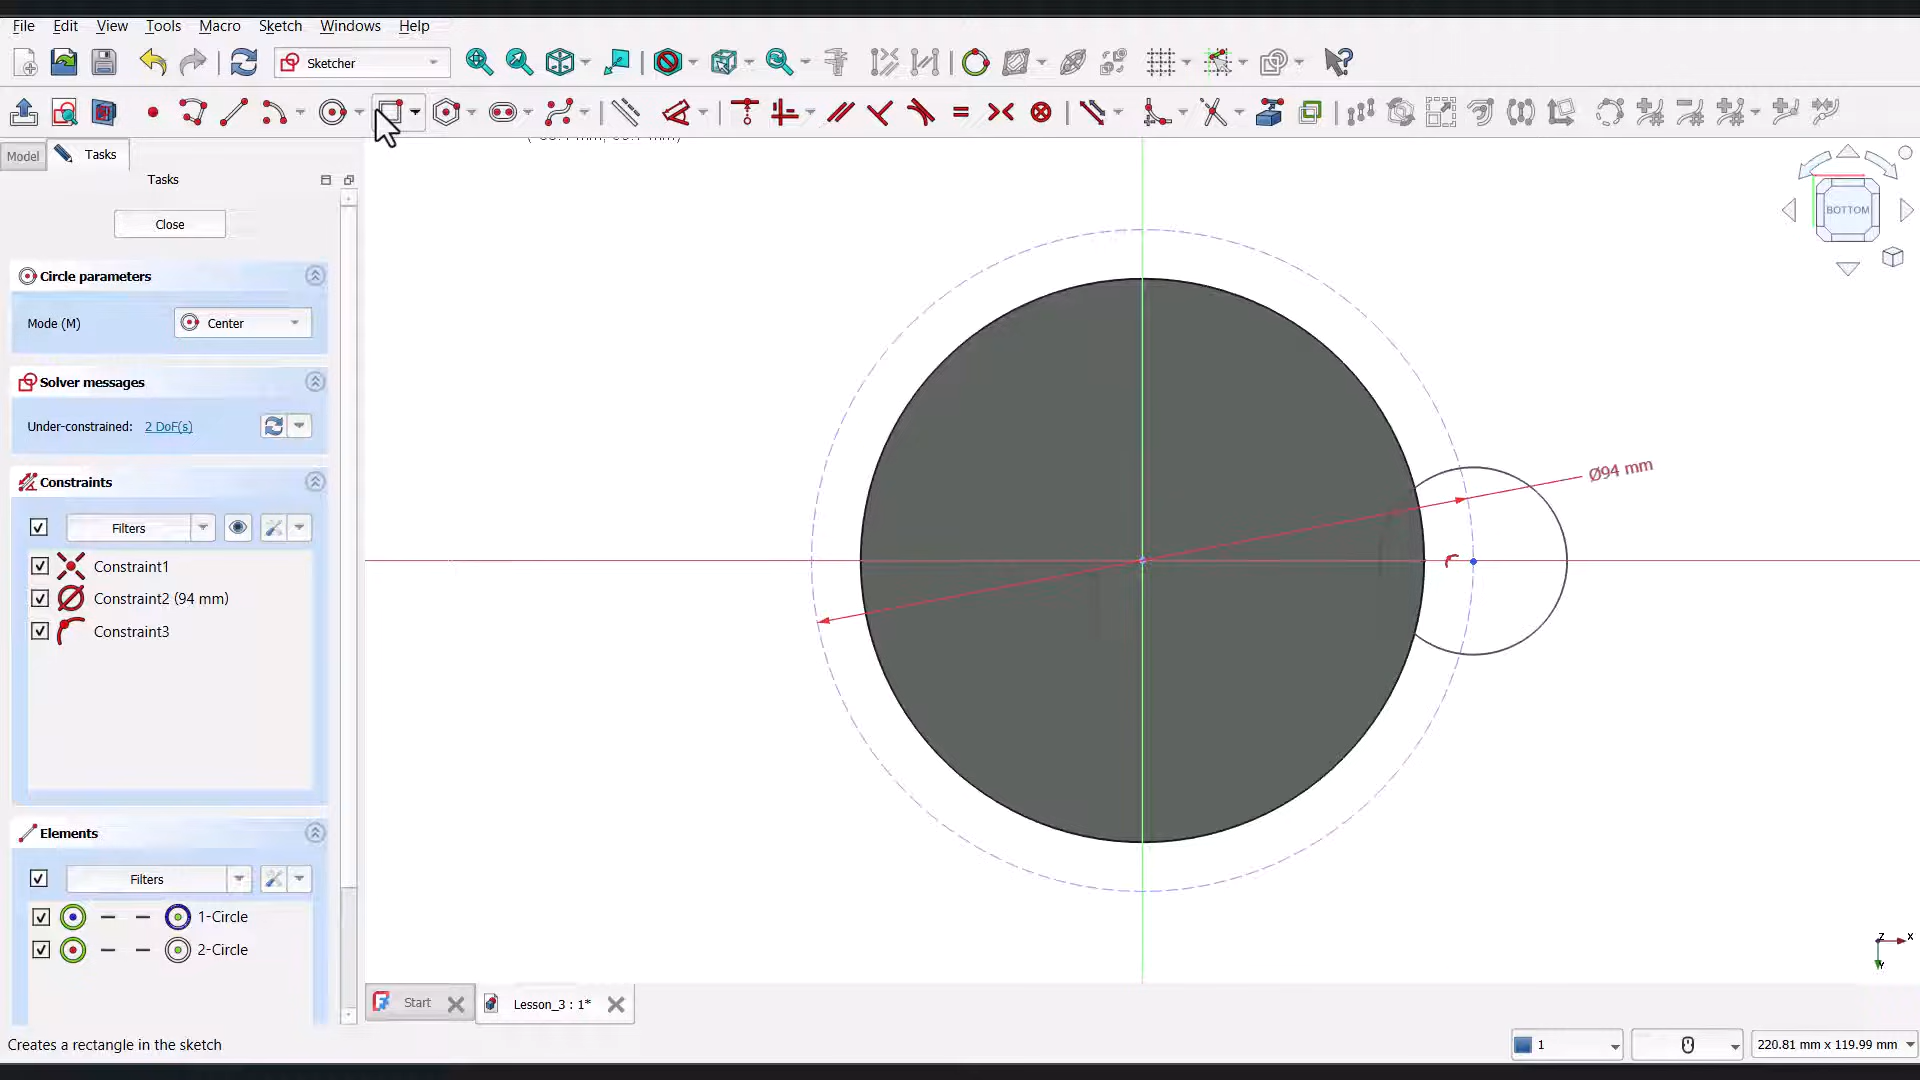 File Edit View Tools Macro Sketch Windows Help
Sketcher
Model Tasks
Tasks
Close
Circle parameters
Mode (M) Center
Solver messages
Under-constrained: 2 DoF(s)
Constraints
Filters
Constraint1
Constraint2 (94 mm)
Constraint3
Elements
Filters
1-Circle
2-Circle
BOTTOM
Ø94 mm
Z X
Y
Start Lesson_3 : 1*
Creates a rectangle in the sketch
1 220.81 mm x 119.99 mm